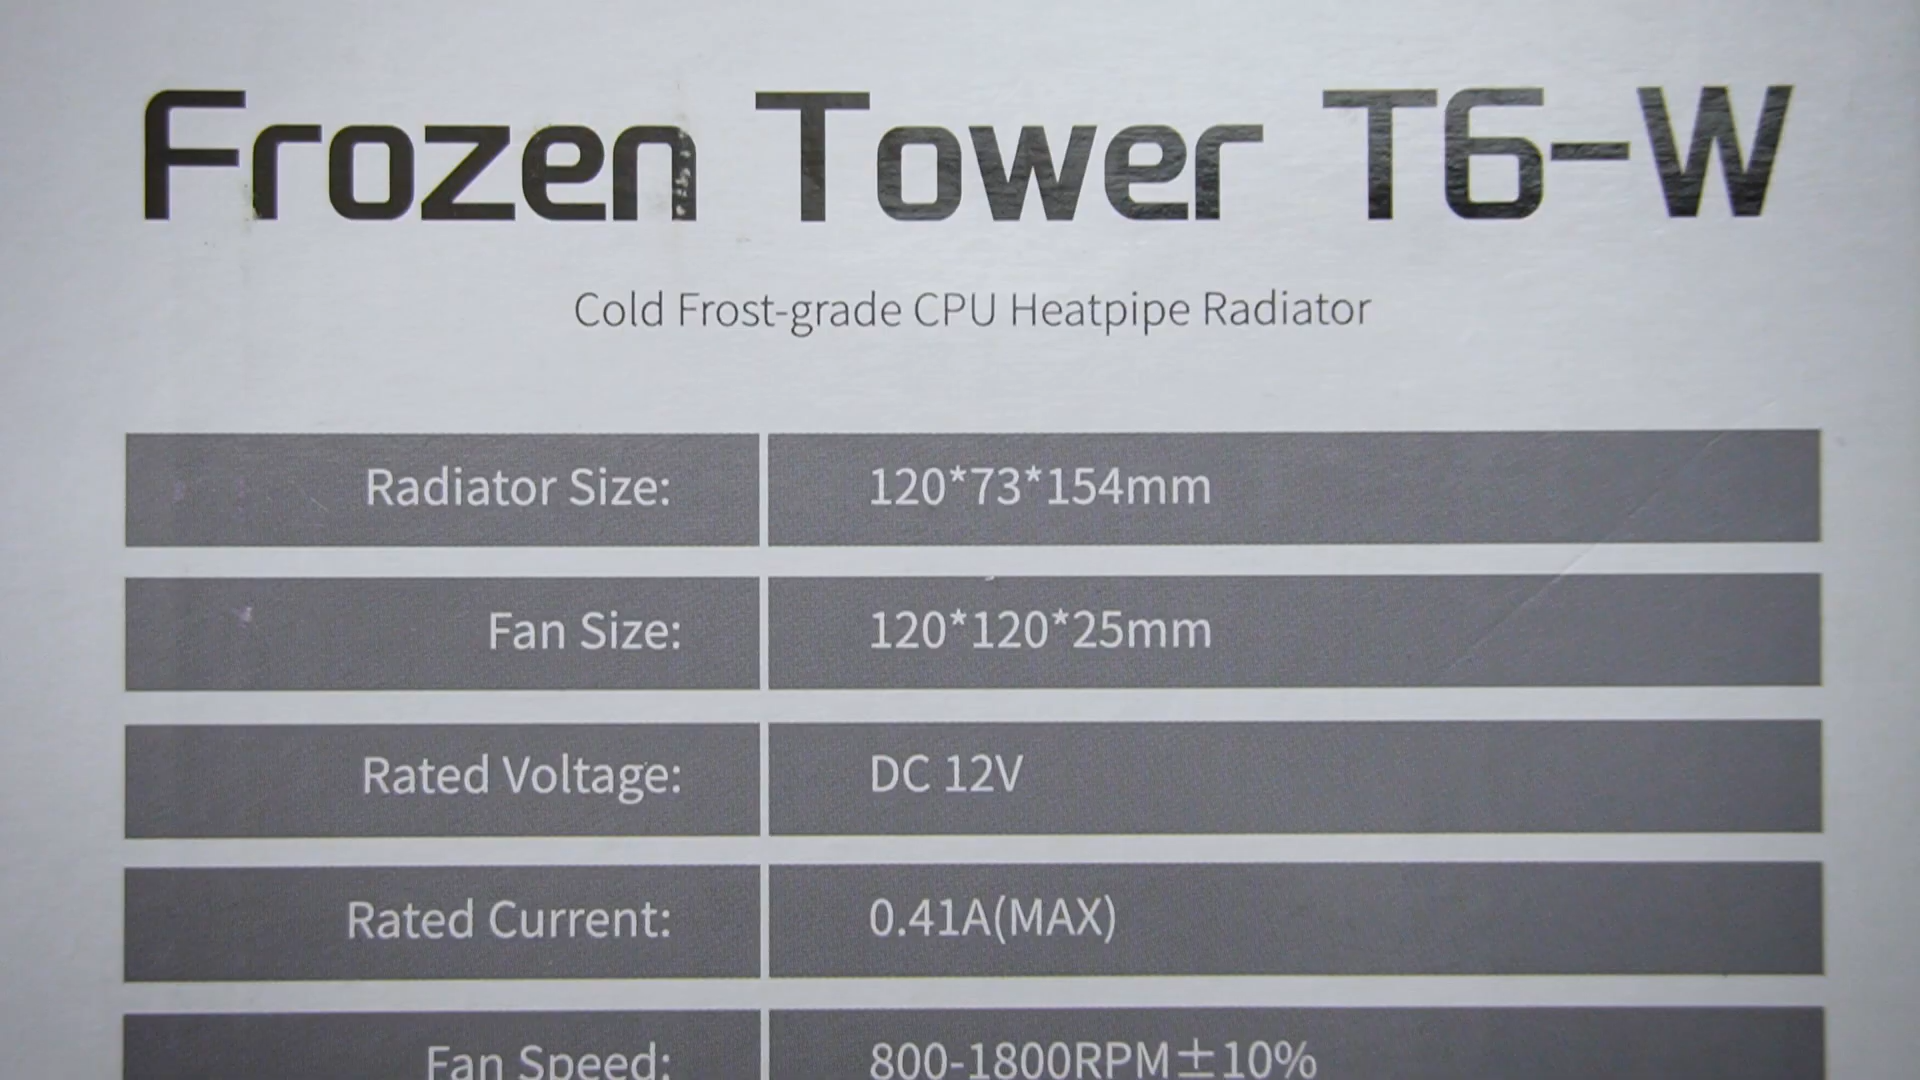 Frozen Tower T6-W
Cold Frost-grade CPU Heatpipe Radiator
Radiator Size: 120*73*154mm
Fan Size: 120*120*25mm
Rated Voltage: DC 12V
Rated Current: 0.41A(MAX)
Fan Speed: 800-1800RPM±10%